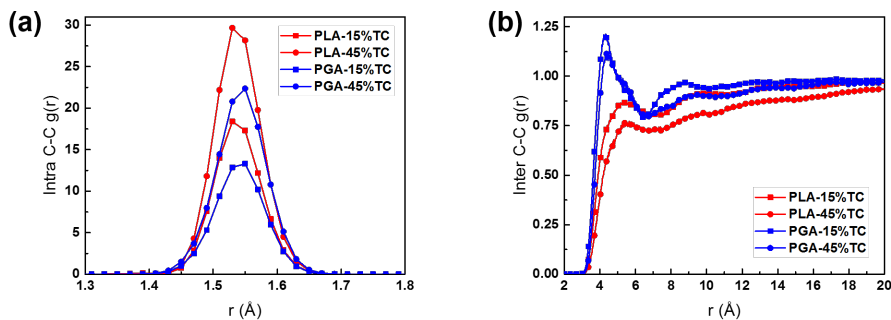 (a)
Intra C-C g(r)
30
25
20
15
10
5
0
1.3 1.4 1.5 1.6 1.7 1.8
r (Å)
PLA-15%TC
PLA-45%TC
PGA-15%TC
PGA-45%TC
(b)
Inter C-C g(r)
1.25
1.00
0.75
0.50
0.25
0.00
2 4 6 8 10 12 14 16 18 20
r (Å)
PLA-15%TC
PLA-45%TC
PGA-15%TC
PGA-45%TC